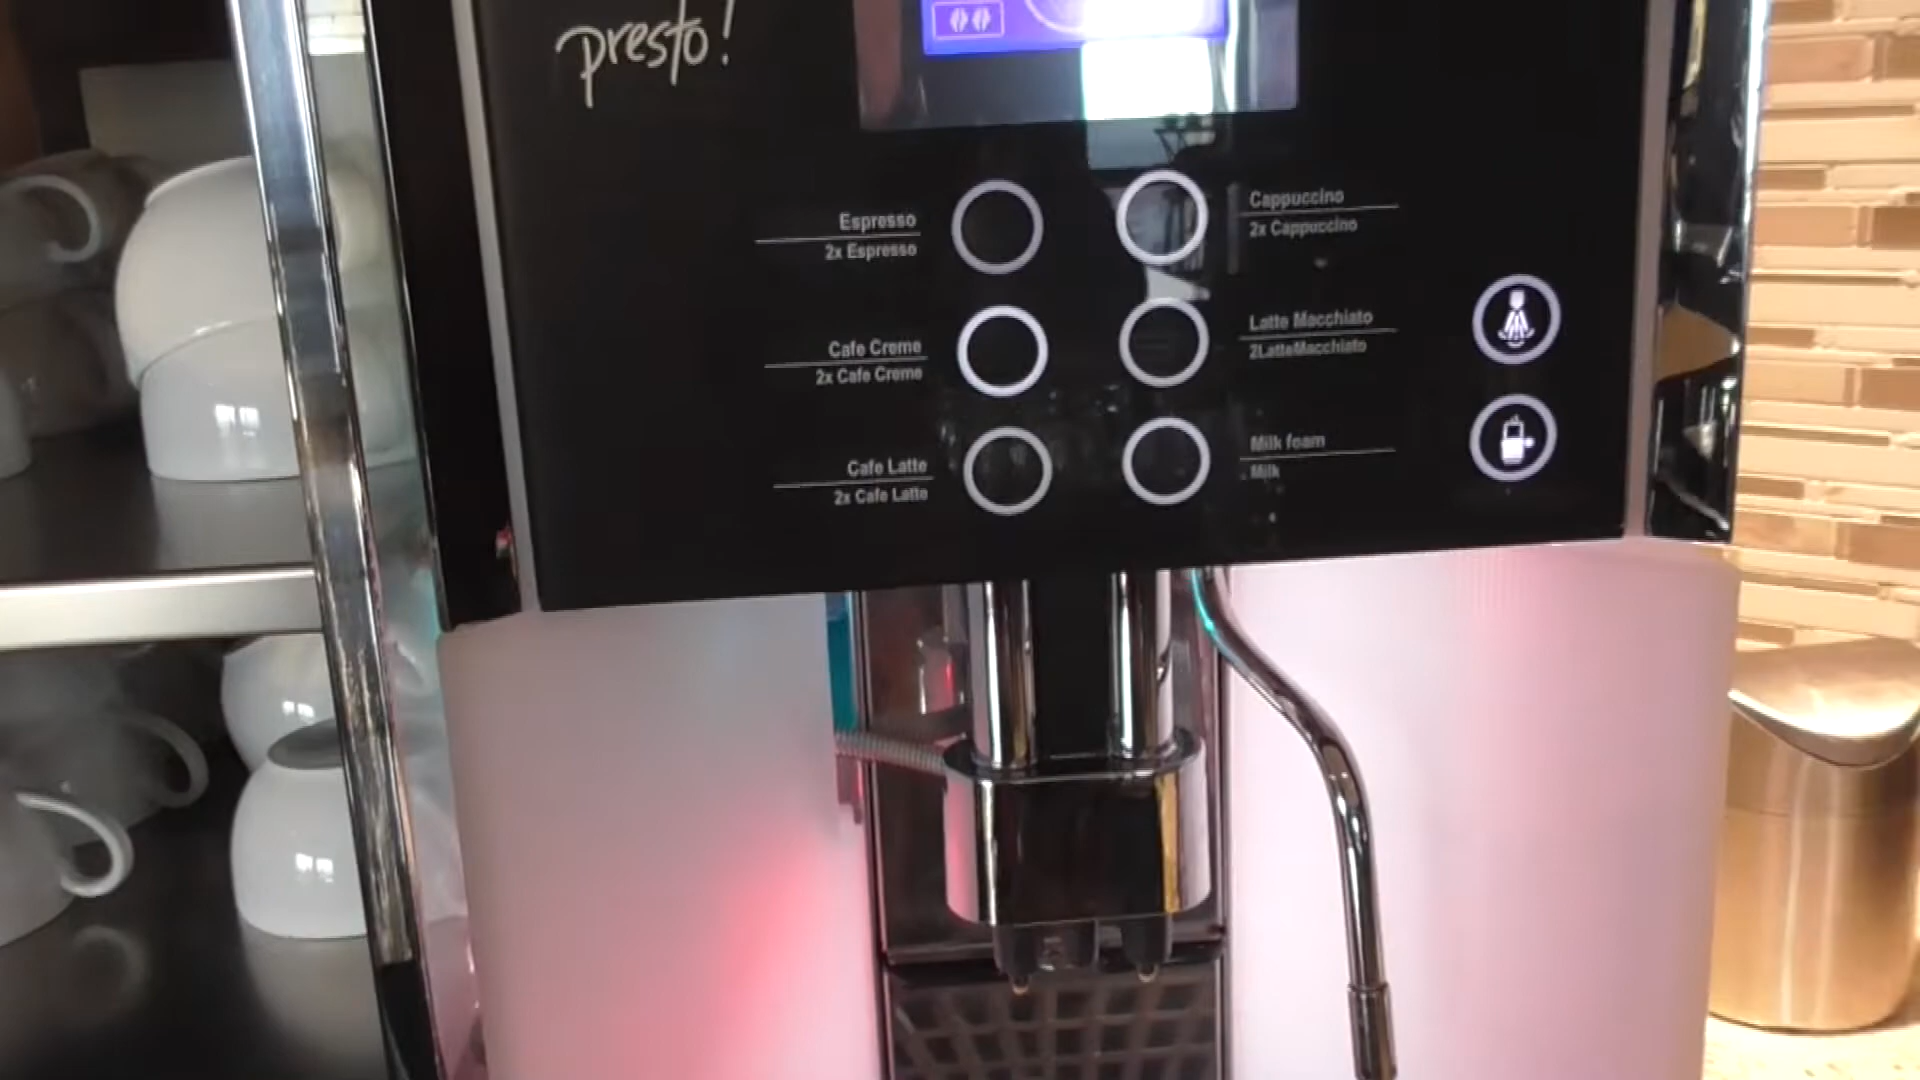 presto!
Espresso
2x Espresso
Cappuccino
2x Cappuccino
Cafe Creme
2x Cafe Creme
Latte Macchiato
2LatteMacchiato
Cafe Latte
2x Cafe Latte
Milk foam
Milk